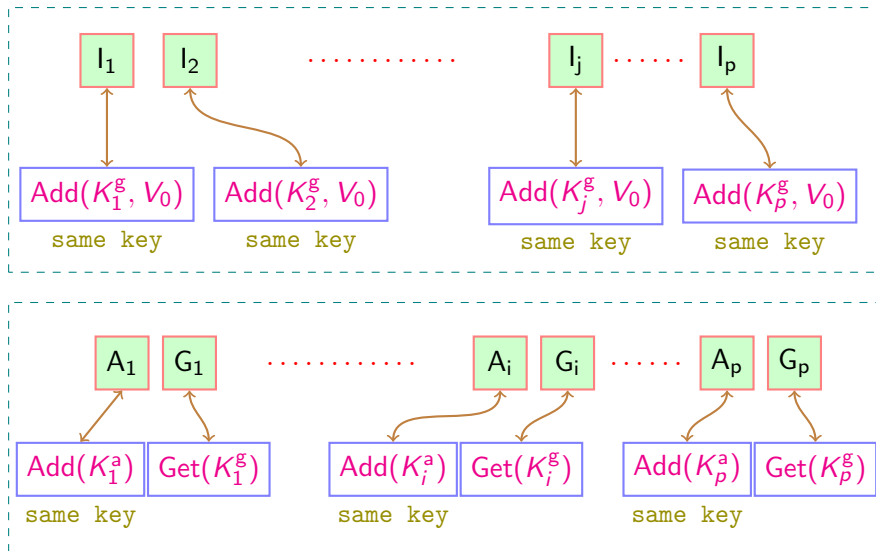 I₁ I₂ ············ Iⱼ ······ Iₚ
Add(K₁ᵍ, V₀) Add(K₂ᵍ, V₀) Add(Kⱼᵍ, V₀) Add(Kₚᵍ, V₀)
same key same key same key same key
A₁ G₁ ············ Aᵢ Gᵢ ······ Aₚ Gₚ
Add(K₁ᵃ) Get(K₁ᵍ) Add(Kᵢᵃ) Get(Kᵢᵍ) Add(Kₚᵃ) Get(Kₚᵍ)
same key same key same key